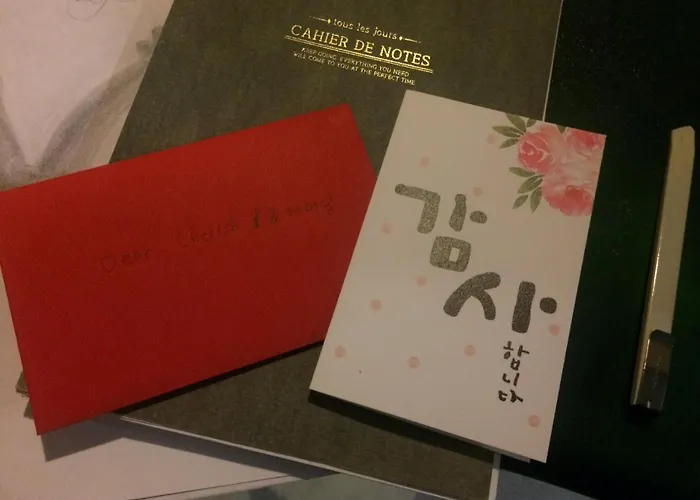 tous les jours
CAHIER DE NOTES
KEEP GOING. EVERYTHING YOU NEED
WILL COME TO YOU AT THE PERFECT TIME
Dear
감
사
합니다